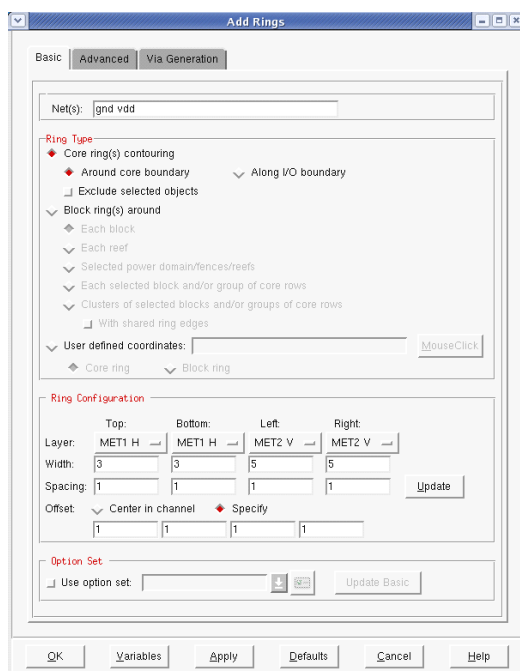 Add Rings
Basic Advanced Via Generation
Net(s): gnd vdd
Ring Type
Core ring(s) contouring
Around core boundary Along I/O boundary
Exclude selected objects
Block ring(s) around
Each block
Each reef
Selected power domain/fences/reefs
Each selected block and/or group of core rows
Clusters of selected blocks and/or groups of core rows
With shared ring edges
User defined coordinates: MouseClick
Core ring Block ring
Ring Configuration
Top: Bottom: Left: Right:
Layer: MET1 H MET1 H MET2 V MET2 V
Width: 3 3 5 5
Spacing: 1 1 1 1 Update
Offset: Center in channel Specify
1 1 1 1
Option Set
Use option set: Update Basic
OK Variables Apply Defaults Cancel Help